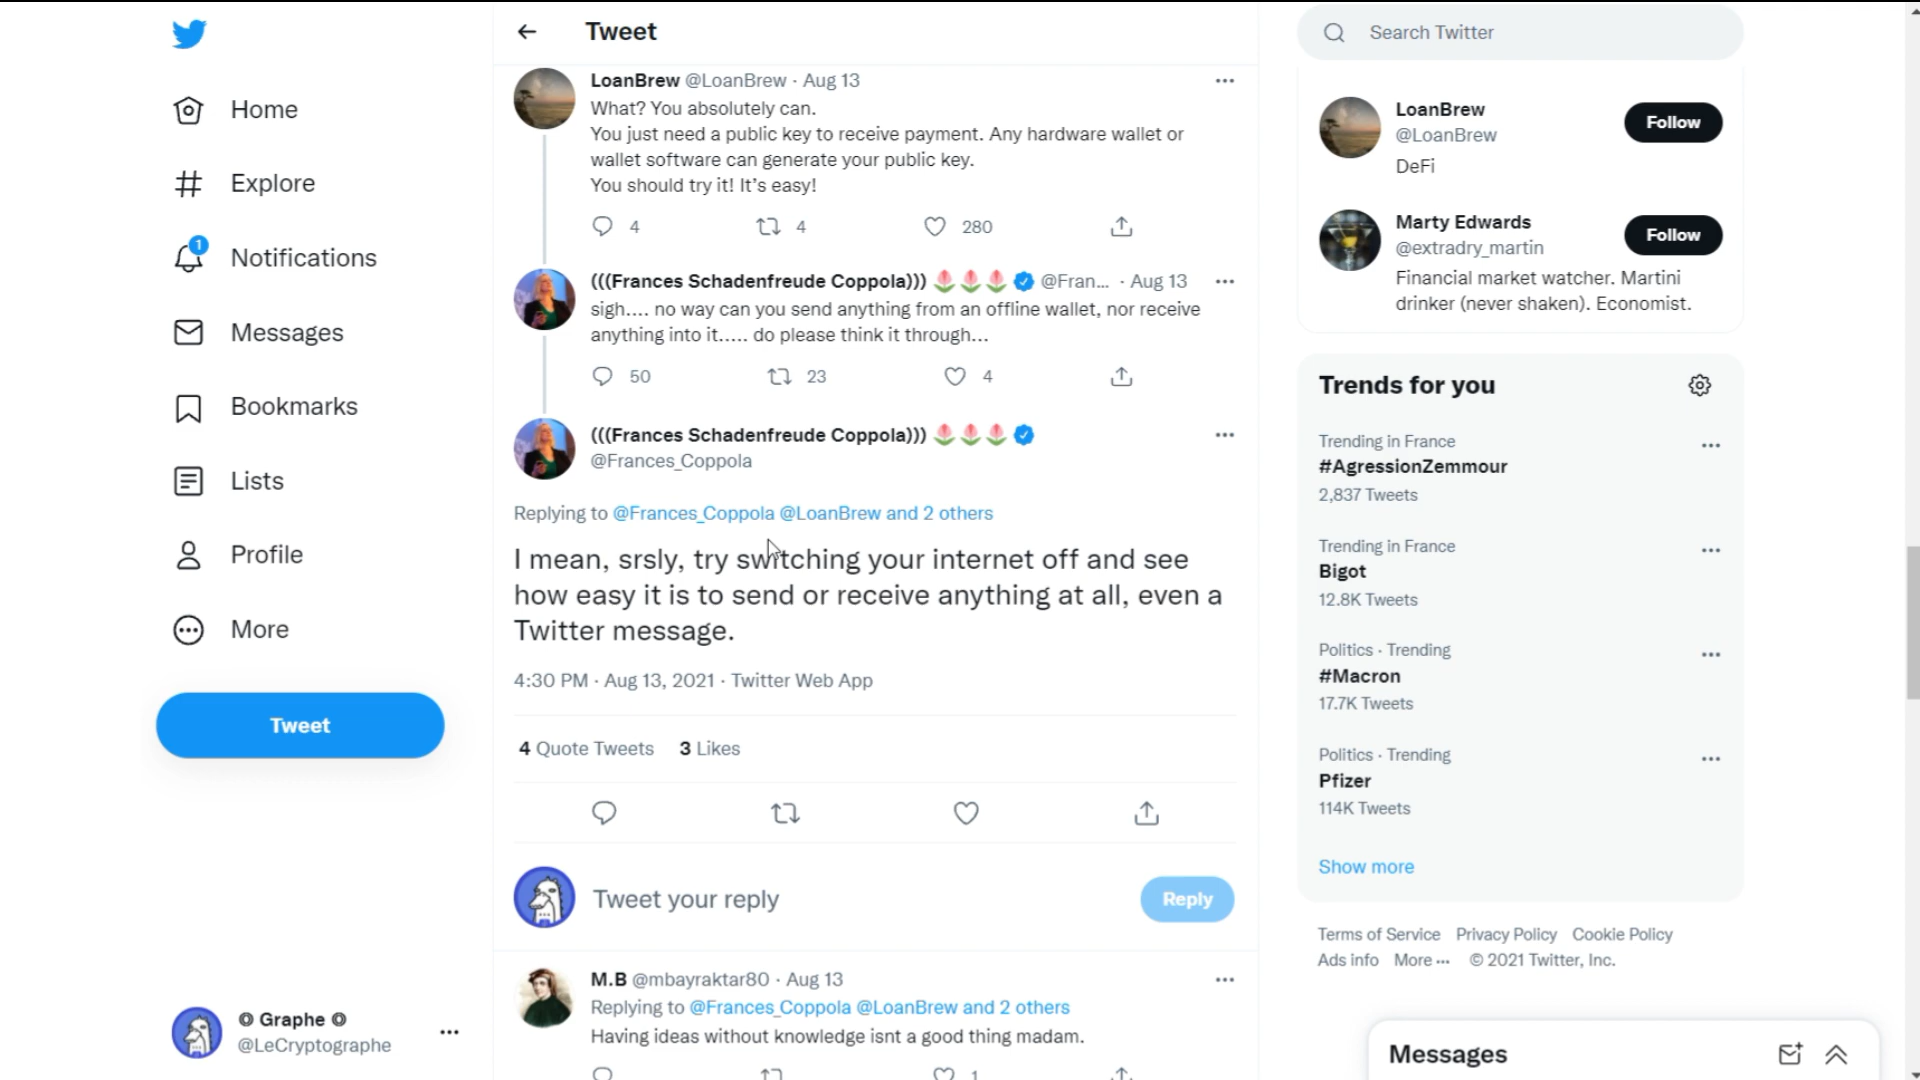 Home
Explore
1
Notifications
Messages
Bookmarks
Lists
Profile
More
Tweet
◎ Graphe ◎
@LeCryptographe
Tweet
LoanBrew @LoanBrew · Aug 13
What? You absolutely can.
You just need a public key to receive payment. Any hardware wallet or
wallet software can generate your public key.
You should try it! It's easy!
4 4 280
(((Frances Schadenfreude Coppola))) 🌷🌷🌷 @Fran... · Aug 13
sigh.... no way can you send anything from an offline wallet, nor receive
anything into it..... do please think it through...
50 23 4
(((Frances Schadenfreude Coppola))) 🌷🌷🌷
@Frances_Coppola
Replying to @Frances_Coppola @LoanBrew and 2 others
I mean, srsly, try switching your internet off and see
how easy it is to send or receive anything at all, even a
Twitter message.
4:30 PM · Aug 13, 2021 · Twitter Web App
4 Quote Tweets 3 Likes
Tweet your reply
Reply
M.B @mbayraktar80 · Aug 13
Replying to @Frances_Coppola @LoanBrew and 2 others
Having ideas without knowledge isnt a good thing madam.
1
Search Twitter
LoanBrew
@LoanBrew
Follow
DeFi
Marty Edwards
@extradry_martin
Follow
Financial market watcher. Martini
drinker (never shaken). Economist.
Trends for you
Trending in France
#AgressionZemmour
2,837 Tweets
Trending in France
Bigot
12.8K Tweets
Politics · Trending
#Macron
17.7K Tweets
Politics · Trending
Pfizer
114K Tweets
Show more
Terms of Service Privacy Policy Cookie Policy
Ads info More ··· © 2021 Twitter, Inc.
Messages